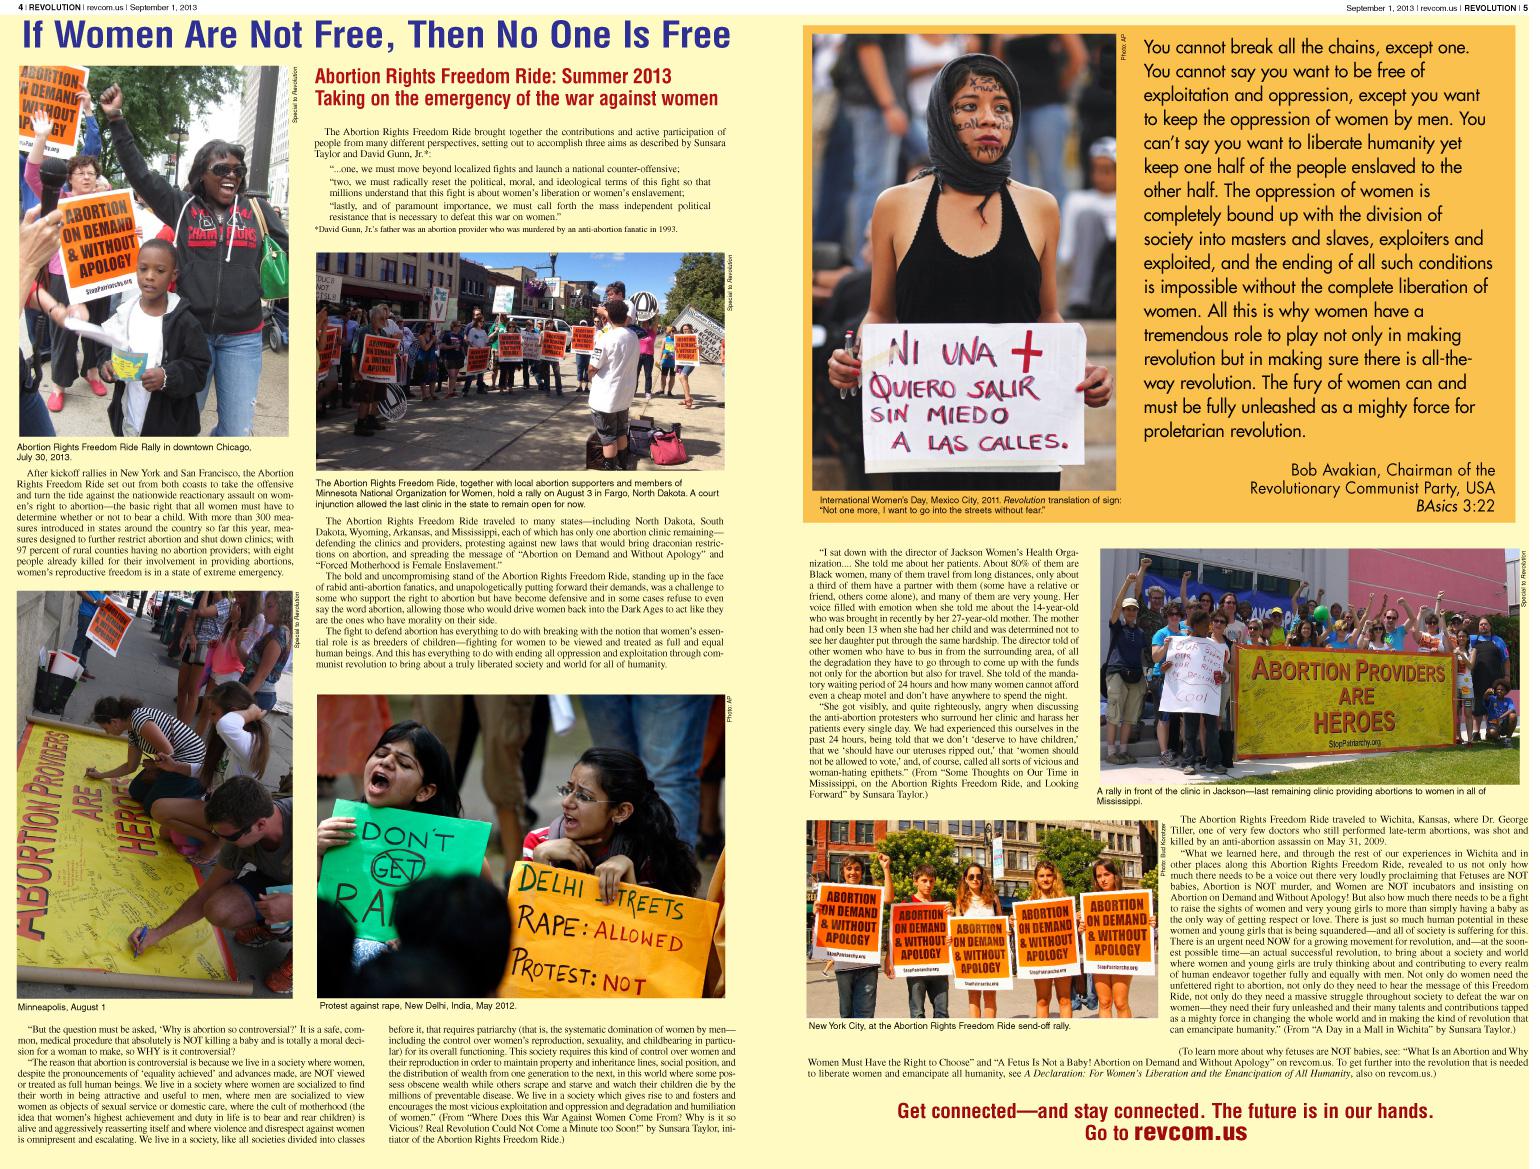 4 | REVOLUTION | revcom.us | September 1, 2013
If Women Are Not Free, Then No One Is Free
ABORTION
ON DEMAND
WITHOUT
APOLOGY
ABORTION
ON DEMAND
& WITHOUT
APOLOGY
StopPatriarchy.org
Special to Revolution
Abortion Rights Freedom Ride Rally in downtown Chicago,
July 30, 2013.
After kickoff rallies in New York and San Francisco, the Abortion
Rights Freedom Ride set out from both coasts to take the offensive
and turn the tide against the nationwide reactionary assault on wom-
en's right to abortion—the basic right that all women must have to
determine whether or not to bear a child. With more than 300 mea-
sures introduced in states around the country so far this year, mea-
sures designed to further restrict abortion and shut down clinics; with
97 percent of rural counties having no abortion providers; with eight
people already killed for their involvement in providing abortions,
women's reproductive freedom is in a state of extreme emergency.
Special to Revolution
ABORTION PROVIDERS
ARE
HEROES
Minneapolis, August 1
Abortion Rights Freedom Ride: Summer 2013
Taking on the emergency of the war against women
The Abortion Rights Freedom Ride brought together the contributions and active participation of
people from many different perspectives, setting out to accomplish three aims as described by Sunsara
Taylor and David Gunn, Jr.*:
"...one, we must move beyond localized fights and launch a national counter-offensive;
"two, we must radically reset the political, moral, and ideological terms of this fight so that
millions understand that this fight is about women's liberation or women's enslavement;
"lastly, and of paramount importance, we must call forth the mass independent political
resistance that is necessary to defeat this war on women."
*David Gunn, Jr.'s father was an abortion provider who was murdered by an anti-abortion fanatic in 1993.
Special to Revolution
The Abortion Rights Freedom Ride, together with local abortion supporters and members of
Minnesota National Organization for Women, hold a rally on August 3 in Fargo, North Dakota. A court
injunction allowed the last clinic in the state to remain open for now.
The Abortion Rights Freedom Ride traveled to many states—including North Dakota, South
Dakota, Wyoming, Arkansas, and Mississippi, each of which has only one abortion clinic remaining—
defending the clinics and providers, protesting against new laws that would bring draconian restric-
tions on abortion, and spreading the message of "Abortion on Demand and Without Apology" and
"Forced Motherhood is Female Enslavement."
The bold and uncompromising stand of the Abortion Rights Freedom Ride, standing up in the face
of rabid anti-abortion fanatics, and unapologetically putting forward their demands, was a challenge to
some who support the right to abortion but have become defensive and in some cases refuse to even
say the word abortion, allowing those who would drive women back into the Dark Ages to act like they
are the ones who have morality on their side.
The fight to defend abortion has everything to do with breaking with the notion that women's essen-
tial role is as breeders of children—fighting for women to be viewed and treated as full and equal
human beings. And this has everything to do with ending all oppression and exploitation through com-
munist revolution to bring about a truly liberated society and world for all of humanity.
Photo: AP
DON'T
GET
RA
DELHI STREETS
RAPE: ALLOWED
PROTEST: NOT
Protest against rape, New Delhi, India, May 2012.
"But the question must be asked, 'Why is abortion so controversial?' It is a safe, com-
mon, medical procedure that absolutely is NOT killing a baby and is totally a moral deci-
sion for a woman to make, so WHY is it controversial?
"The reason that abortion is controversial is because we live in a society where women,
despite the pronouncements of 'equality achieved' and advances made, are NOT viewed
or treated as full human beings. We live in a society where women are socialized to find
their worth in being attractive and useful to men, where men are socialized to view
women as objects of sexual service or domestic care, where the cult of motherhood (the
idea that women's highest achievement and duty in life is to bear and rear children) is
alive and aggressively reasserting itself and where violence and disrespect against women
is omnipresent and escalating. We live in a society, like all societies divided into classes
before it, that requires patriarchy (that is, the systematic domination of women by men—
including the control over women's reproduction, sexuality, and childbearing in particu-
lar) for its overall functioning. This society requires this kind of control over women and
their reproduction in order to maintain property and inheritance lines, social position, and
the distribution of wealth from one generation to the next, in this world where some pos-
sess obscene wealth while others scrape and starve and watch their children die by the
millions of preventable disease. We live in a society which gives rise to and fosters and
encourages the most vicious exploitation and oppression and degradation and humiliation
of women." (From "Where Does this War Against Women Come From? Why is it so
Vicious? Real Revolution Could Not Come a Minute too Soon!" by Sunsara Taylor, ini-
tiator of the Abortion Rights Freedom Ride.)
September 1, 2013 | revcom.us | REVOLUTION | 5
Photo: AP
NI UNA +
QUIERO SALIR
SIN MIEDO
A LAS CALLES.
International Women's Day, Mexico City, 2011. Revolution translation of sign:
"Not one more, I want to go into the streets without fear."
You cannot break all the chains, except one.
You cannot say you want to be free of
exploitation and oppression, except you want
to keep the oppression of women by men. You
can't say you want to liberate humanity yet
keep one half of the people enslaved to the
other half. The oppression of women is
completely bound up with the division of
society into masters and slaves, exploiters and
exploited, and the ending of all such conditions
is impossible without the complete liberation of
women. All this is why women have a
tremendous role to play not only in making
revolution but in making sure there is all-the-
way revolution. The fury of women can and
must be fully unleashed as a mighty force for
proletarian revolution.
Bob Avakian, Chairman of the
Revolutionary Communist Party, USA
BAsics 3:22
"I sat down with the director of Jackson Women's Health Orga-
nization.... She told me about her patients. About 80% of them are
Black women, many of them travel from long distances, only about
a third of them have a partner with them (some have a relative or
friend, others come alone), and many of them are very young. Her
voice filled with emotion when she told me about the 14-year-old
who was brought in recently by her 27-year-old mother. The mother
had only been 13 when she had her child and was determined not to
see her daughter put through the same hardship. The director told of
other women who have to bus in from the surrounding area, of all
the degradation they have to go through to come up with the funds
not only for the abortion but also for travel. She told of the manda-
tory waiting period of 24 hours and how many women cannot afford
even a cheap motel and don't have anywhere to spend the night.
"She got visibly, and quite righteously, angry when discussing
the anti-abortion protesters who surround her clinic and harass her
patients every single day. We had experienced this ourselves in the
past 24 hours, being told that we don't 'deserve to have children,'
that we 'should have our uteruses ripped out,' that 'women should
not be allowed to vote,' and, of course, called all sorts of vicious and
woman-hating epithets." (From "Some Thoughts on Our Time in
Mississippi, on the Abortion Rights Freedom Ride, and Looking
Forward" by Sunsara Taylor.)
Special to Revolution
ABORTION PROVIDERS
ARE
HEROES
StopPatriarchy.org
A rally in front of the clinic in Jackson—last remaining clinic providing abortions to women in all of
Mississippi.
Photo: Bud Korotzer
ABORTION
ON DEMAND
& WITHOUT
APOLOGY
StopPatriarchy.org
ABORTION
ON DEMAND
& WITHOUT
APOLOGY
StopPatriarchy.org
ABORTION
ON DEMAND
& WITHOUT
APOLOGY
StopPatriarchy.org
ABORTION
ON DEMAND
& WITHOUT
APOLOGY
StopPatriarchy.org
ABORTION
ON DEMAND
& WITHOUT
APOLOGY
StopPatriarchy.org
New York City, at the Abortion Rights Freedom Ride send-off rally.
The Abortion Rights Freedom Ride traveled to Wichita, Kansas, where Dr. George
Tiller, one of very few doctors who still performed late-term abortions, was shot and
killed by an anti-abortion assassin on May 31, 2009.
"What we learned here, and through the rest of our experiences in Wichita and in
other places along this Abortion Rights Freedom Ride, revealed to us not only how
much there needs to be a voice out there very loudly proclaiming that Fetuses are NOT
babies, Abortion is NOT murder, and Women are NOT incubators and insisting on
Abortion on Demand and Without Apology! But also how much there needs to be a fight
to raise the sights of women and very young girls to more than simply having a baby as
the only way of getting respect or love. There is just so much human potential in these
women and young girls that is being squandered—and all of society is suffering for this.
There is an urgent need NOW for a growing movement for revolution, and—at the soon-
est possible time—an actual successful revolution, to bring about a society and world
where women and young girls are truly thinking about and contributing to every realm
of human endeavor together fully and equally with men. Not only do women need the
unfettered right to abortion, not only do they need to hear the message of this Freedom
Ride, not only do they need a massive struggle throughout society to defeat the war on
women—they need their fury unleashed and their many talents and contributions tapped
as a mighty force in changing the whole world and in making the kind of revolution that
can emancipate humanity." (From "A Day in a Mall in Wichita" by Sunsara Taylor.)
(To learn more about why fetuses are NOT babies, see: "What Is an Abortion and Why
Women Must Have the Right to Choose" and "A Fetus Is Not a Baby! Abortion on Demand and Without Apology" on revcom.us. To get further into the revolution that is needed
to liberate women and emancipate all humanity, see A Declaration: For Women's Liberation and the Emancipation of All Humanity, also on revcom.us.)
Get connected—and stay connected. The future is in our hands.
Go to revcom.us